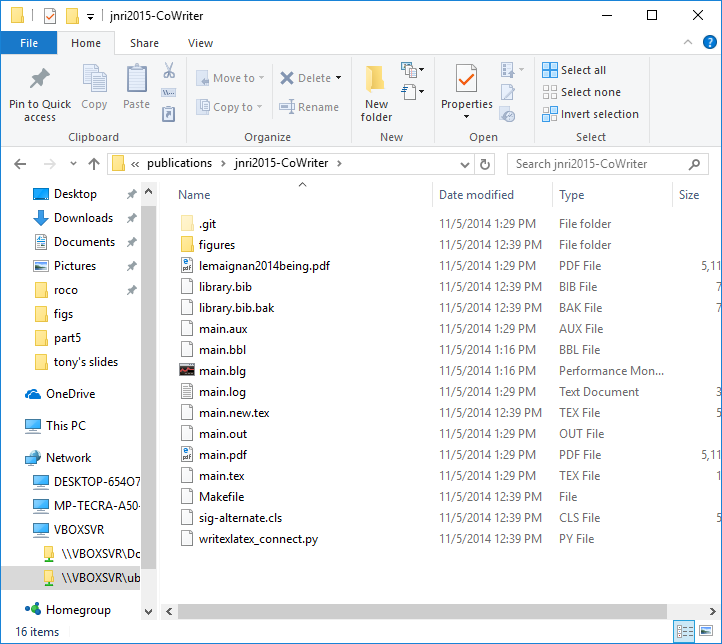 jnri2015-CoWriter
File Home Share View
Pin to Quick access
Copy
Paste
Move to
Copy to
Delete
Rename
New folder
Properties
Select all
Select none
Invert selection
Clipboard Organize New Open Select
« publications › jnri2015-CoWriter ›
Search jnri2015-CoWriter
Desktop
Downloads
Documents
Pictures
roco
figs
part5
tony's slides
OneDrive
This PC
Network
DESKTOP-654O7
MP-TECRA-A50-
VBOXSVR
\\VBOXSVR\Do
\\VBOXSVR\ub
Homegroup
Name Date modified Type Size
.git 11/5/2014 1:29 PM File folder
figures 11/5/2014 12:39 PM File folder
lemaignan2014being.pdf 11/5/2014 1:29 PM PDF File 5,11
library.bib 11/5/2014 12:39 PM BIB File 7
library.bib.bak 11/5/2014 12:39 PM BAK File 7
main.aux 11/5/2014 1:29 PM AUX File
main.bbl 11/5/2014 1:16 PM BBL File
main.blg 11/5/2014 1:16 PM Performance Mon...
main.log 11/5/2014 1:29 PM Text Document 3
main.new.tex 11/5/2014 12:39 PM TEX File
main.out 11/5/2014 1:29 PM OUT File
main.pdf 11/5/2014 1:29 PM PDF File 5,11
main.tex 11/5/2014 1:29 PM TEX File 1
Makefile 11/5/2014 12:39 PM File
sig-alternate.cls 11/5/2014 12:39 PM CLS File 5
writexlatex_connect.py 11/5/2014 12:39 PM PY File
16 items